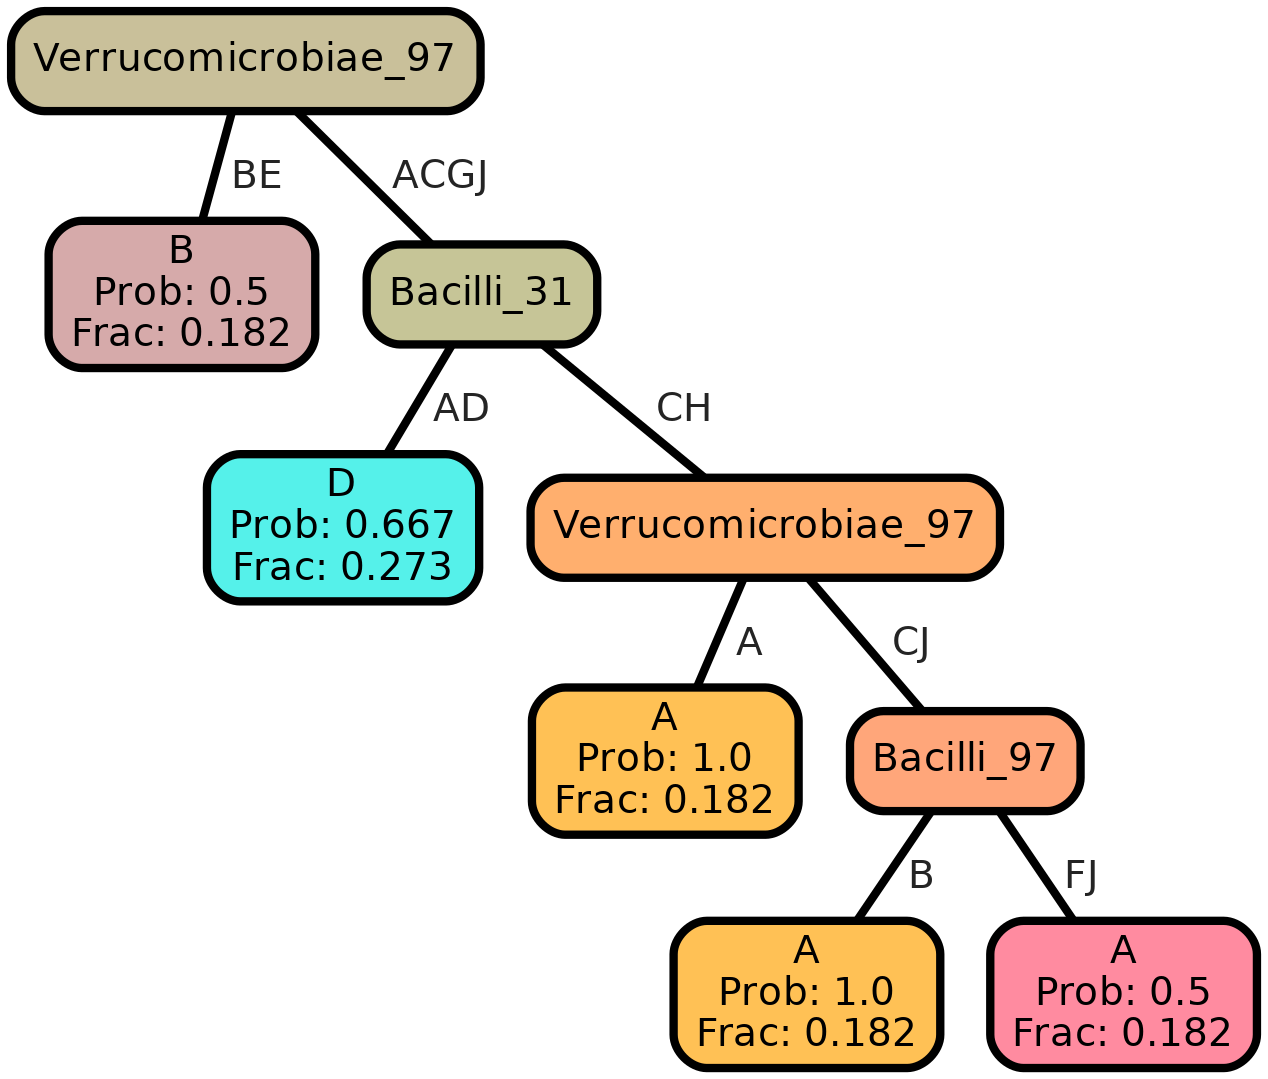 Verrucomicrobiae_97
BE
ACGJ
B
Prob: 0.5
Frac: 0.182
Bacilli_31
AD
CH
D
Prob: 0.667
Frac: 0.273
Verrucomicrobiae_97
A
CJ
A
Prob: 1.0
Frac: 0.182
Bacilli_97
B
FJ
A
Prob: 1.0
Frac: 0.182
A
Prob: 0.5
Frac: 0.182